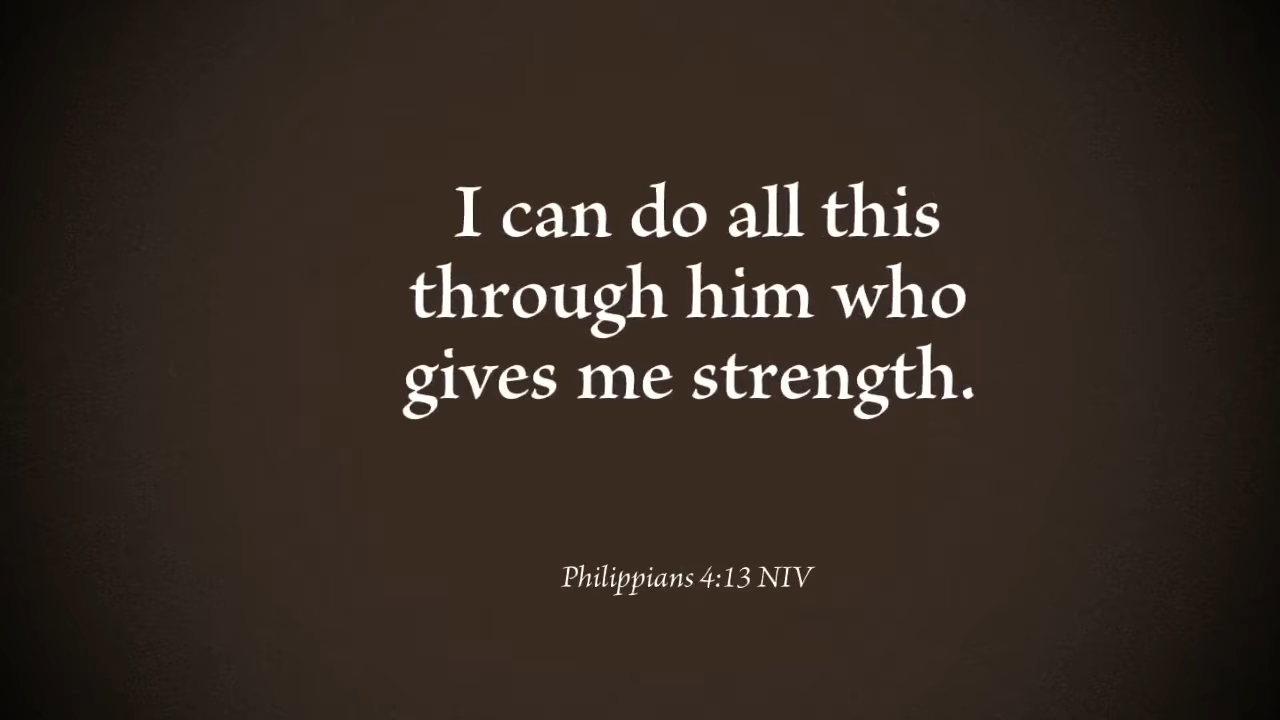 I can do all this
through him who
gives me strength.
Philippians 4:13 NIV